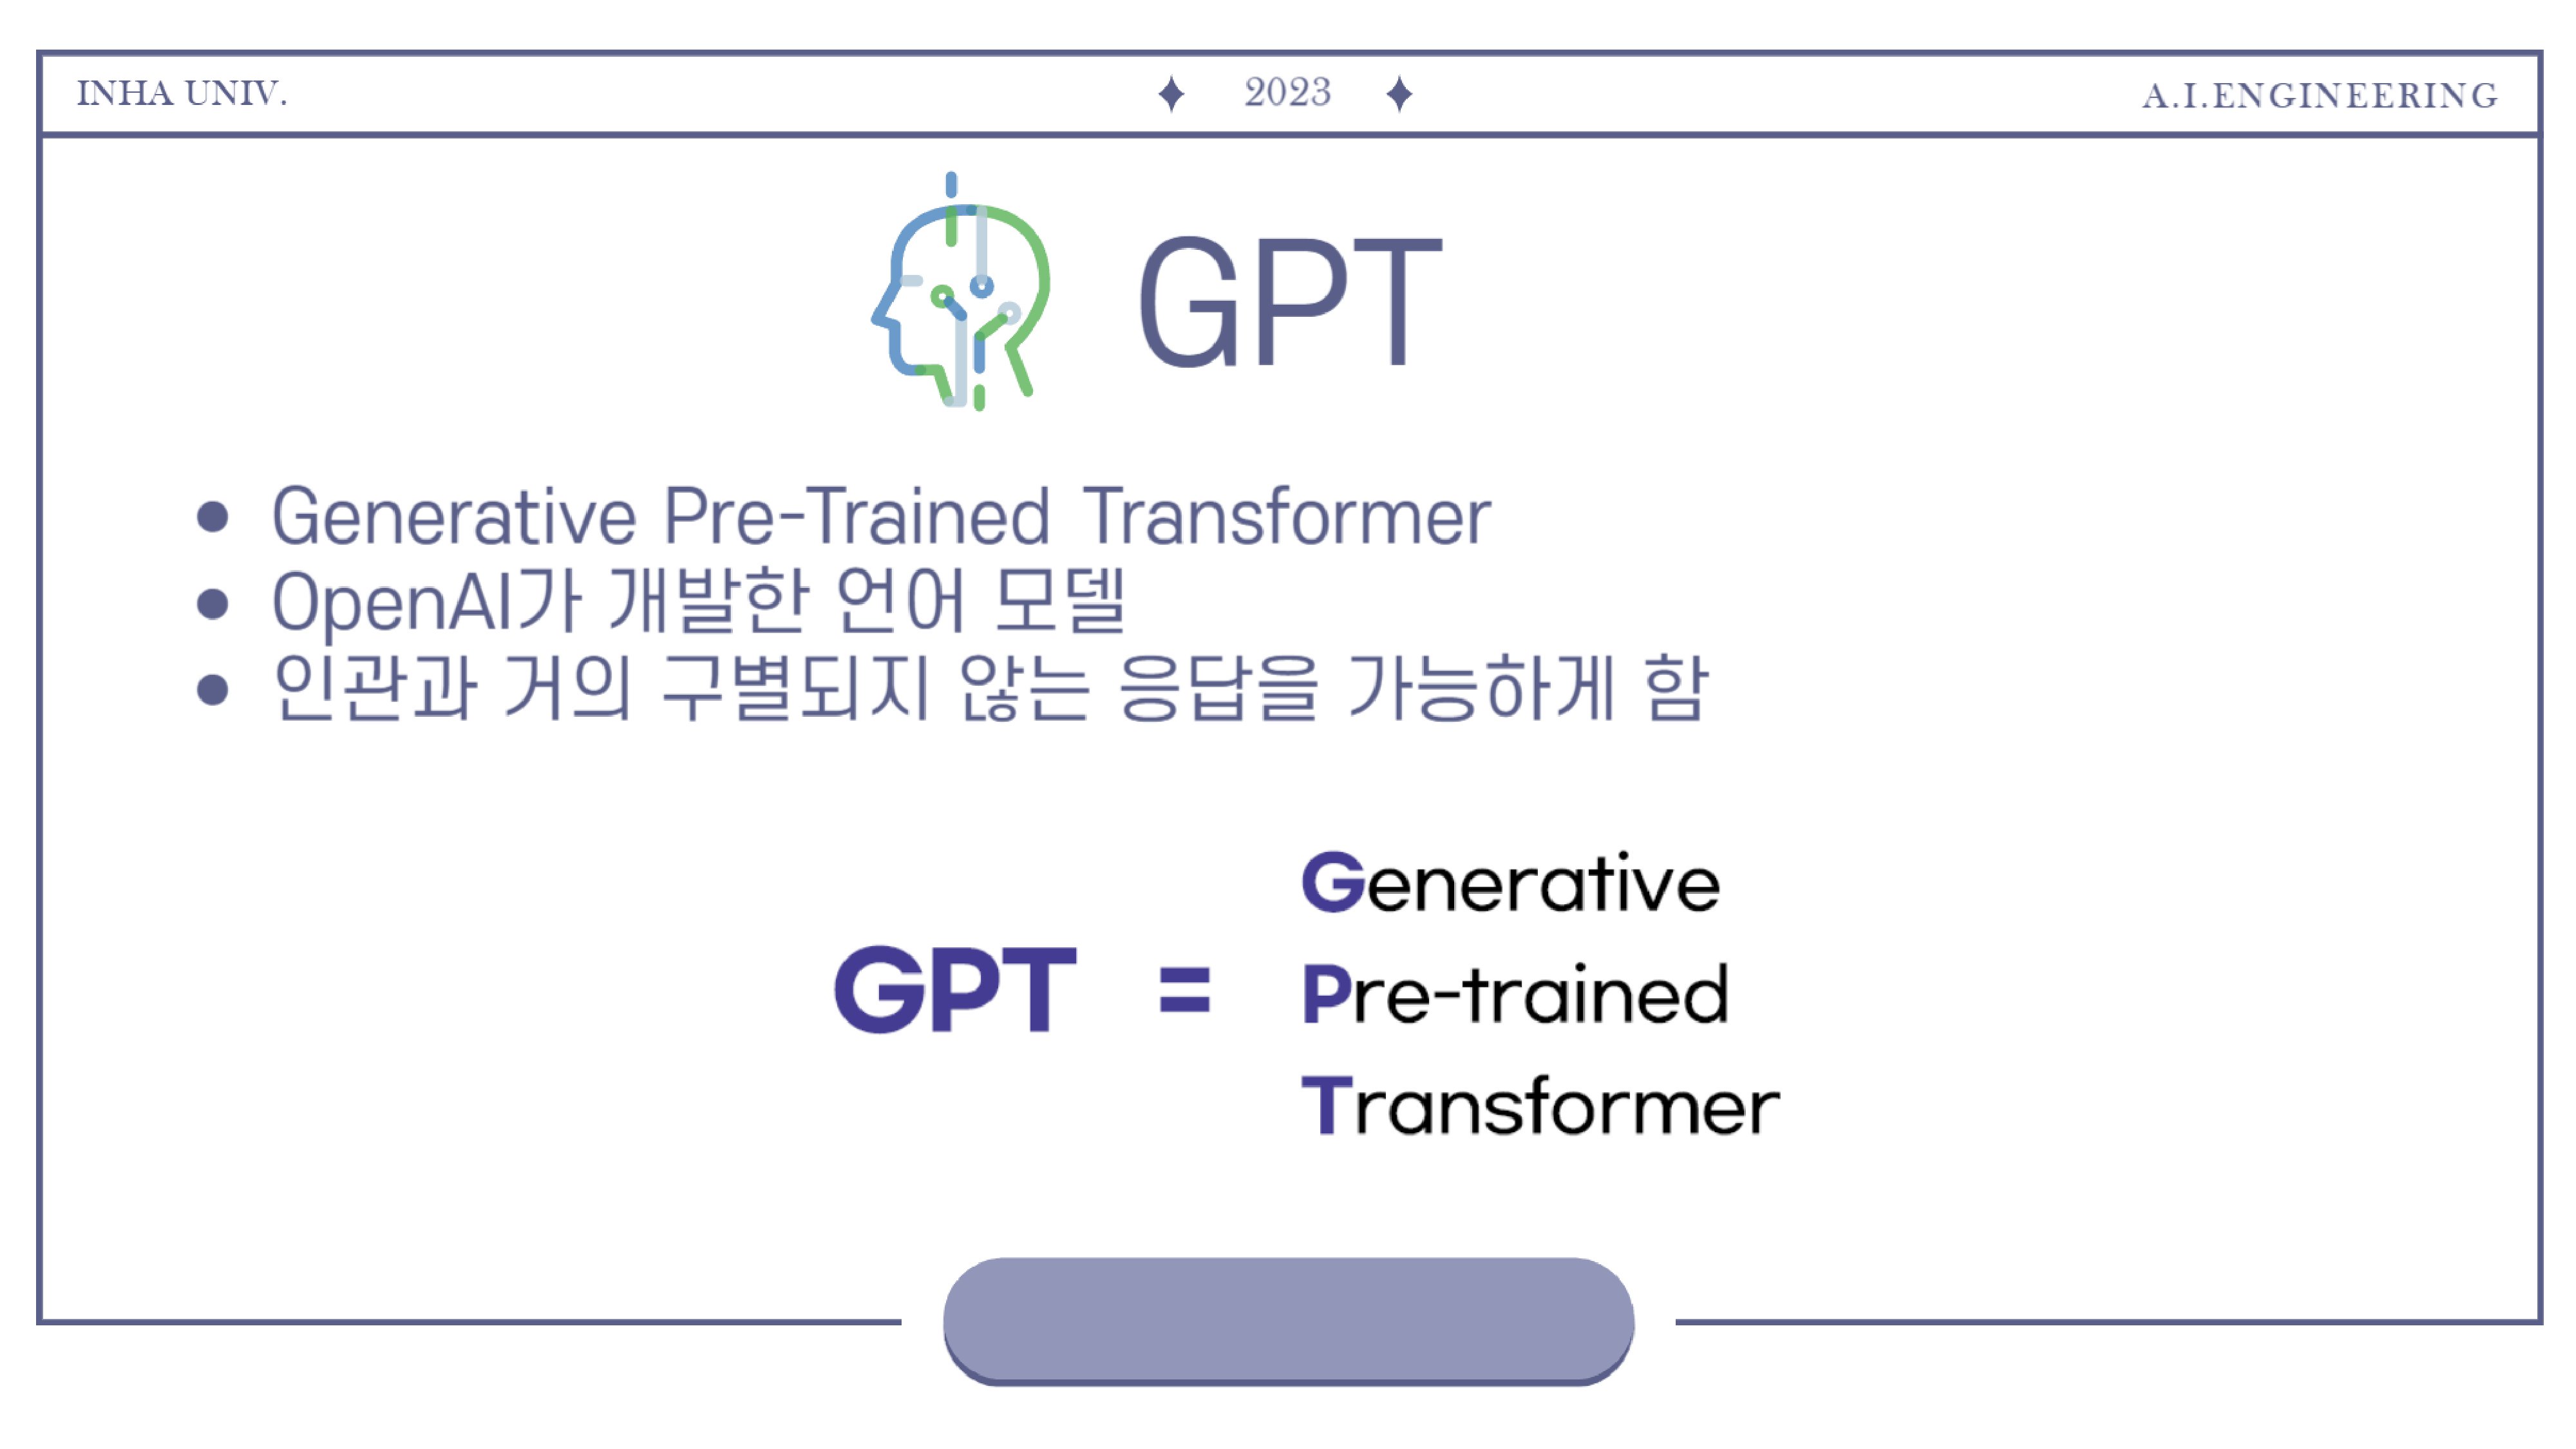 INHA UNIV.
2023
A.I.ENGINEERING
GPT
Generative Pre-Trained Transformer
OpenAI가 개발한 언어 모델
인관과 거의 구별되지 않는 응답을 가능하게 함
GPT = Generative
Pre-trained
Transformer